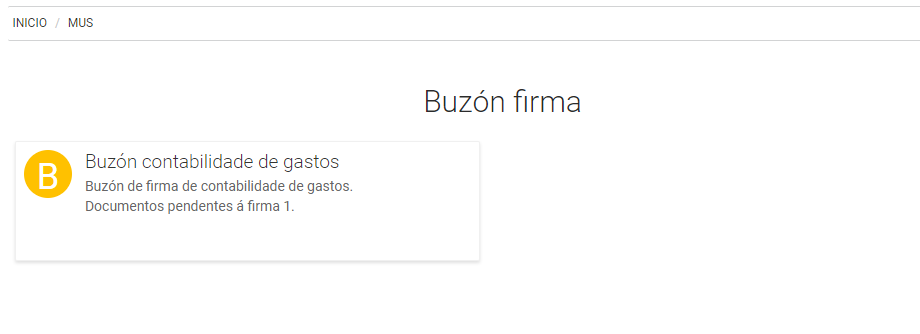 INICIO / MUS
Buzón firma
B
Buzón contabilidade de gastos
Buzón de firma de contabilidade de gastos.
Documentos pendentes á firma 1.